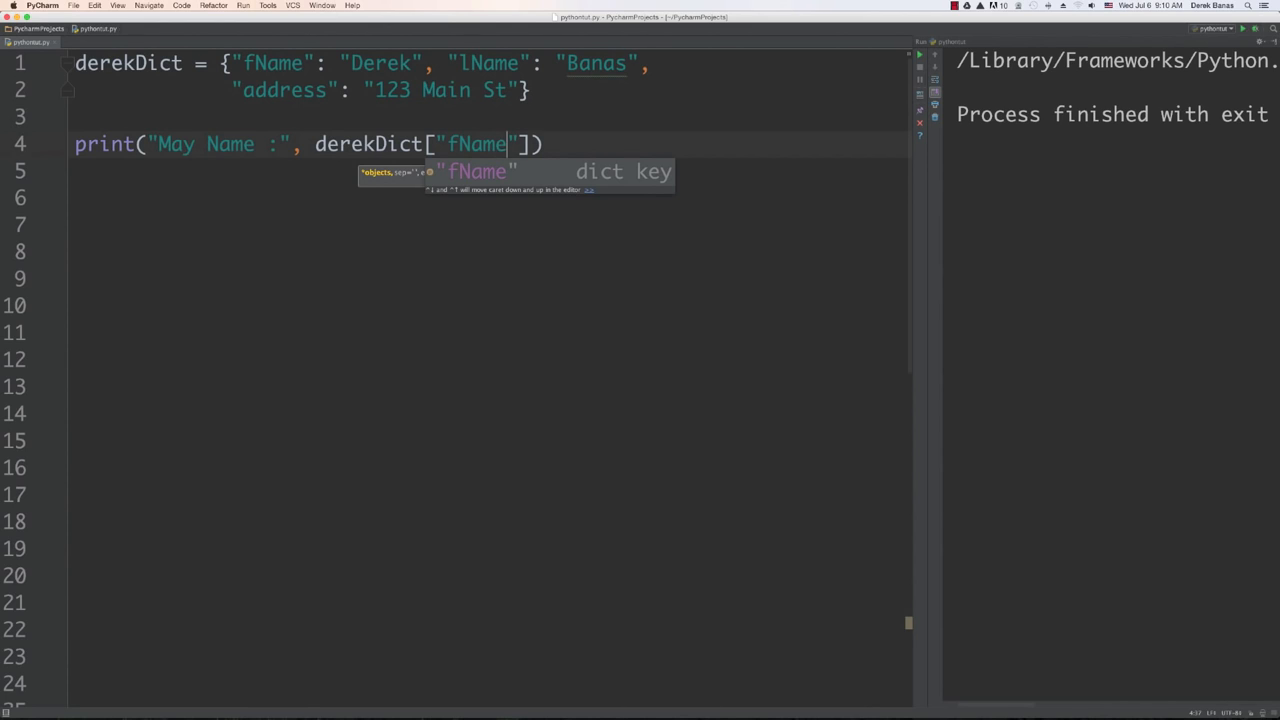 PyCharm File Edit View Navigate Code Refactor Run Tools VCS Window Help 10 Wed Jul 6 9:10 AM Derek Banas
pythontut.py - PycharmProjects - [~/PycharmProjects]
PycharmProjects pythontut.py pythontut
pythontut.py Run: pythontut
1 derekDict = {"fName": "Derek", "lName": "Banas",
2 "address": "123 Main St"}
3
4 print("May Name :", derekDict["fName"])
5
6
7
8
9
10
11
12
13
14
15
16
17
18
19
20
21
22
23
24
*objects, sep='', e
"fName" dict key
^↓ and ^↑ will move caret down and up in the editor >>
/Library/Frameworks/Python.
Process finished with exit
4:37 LF÷ UTF-8÷